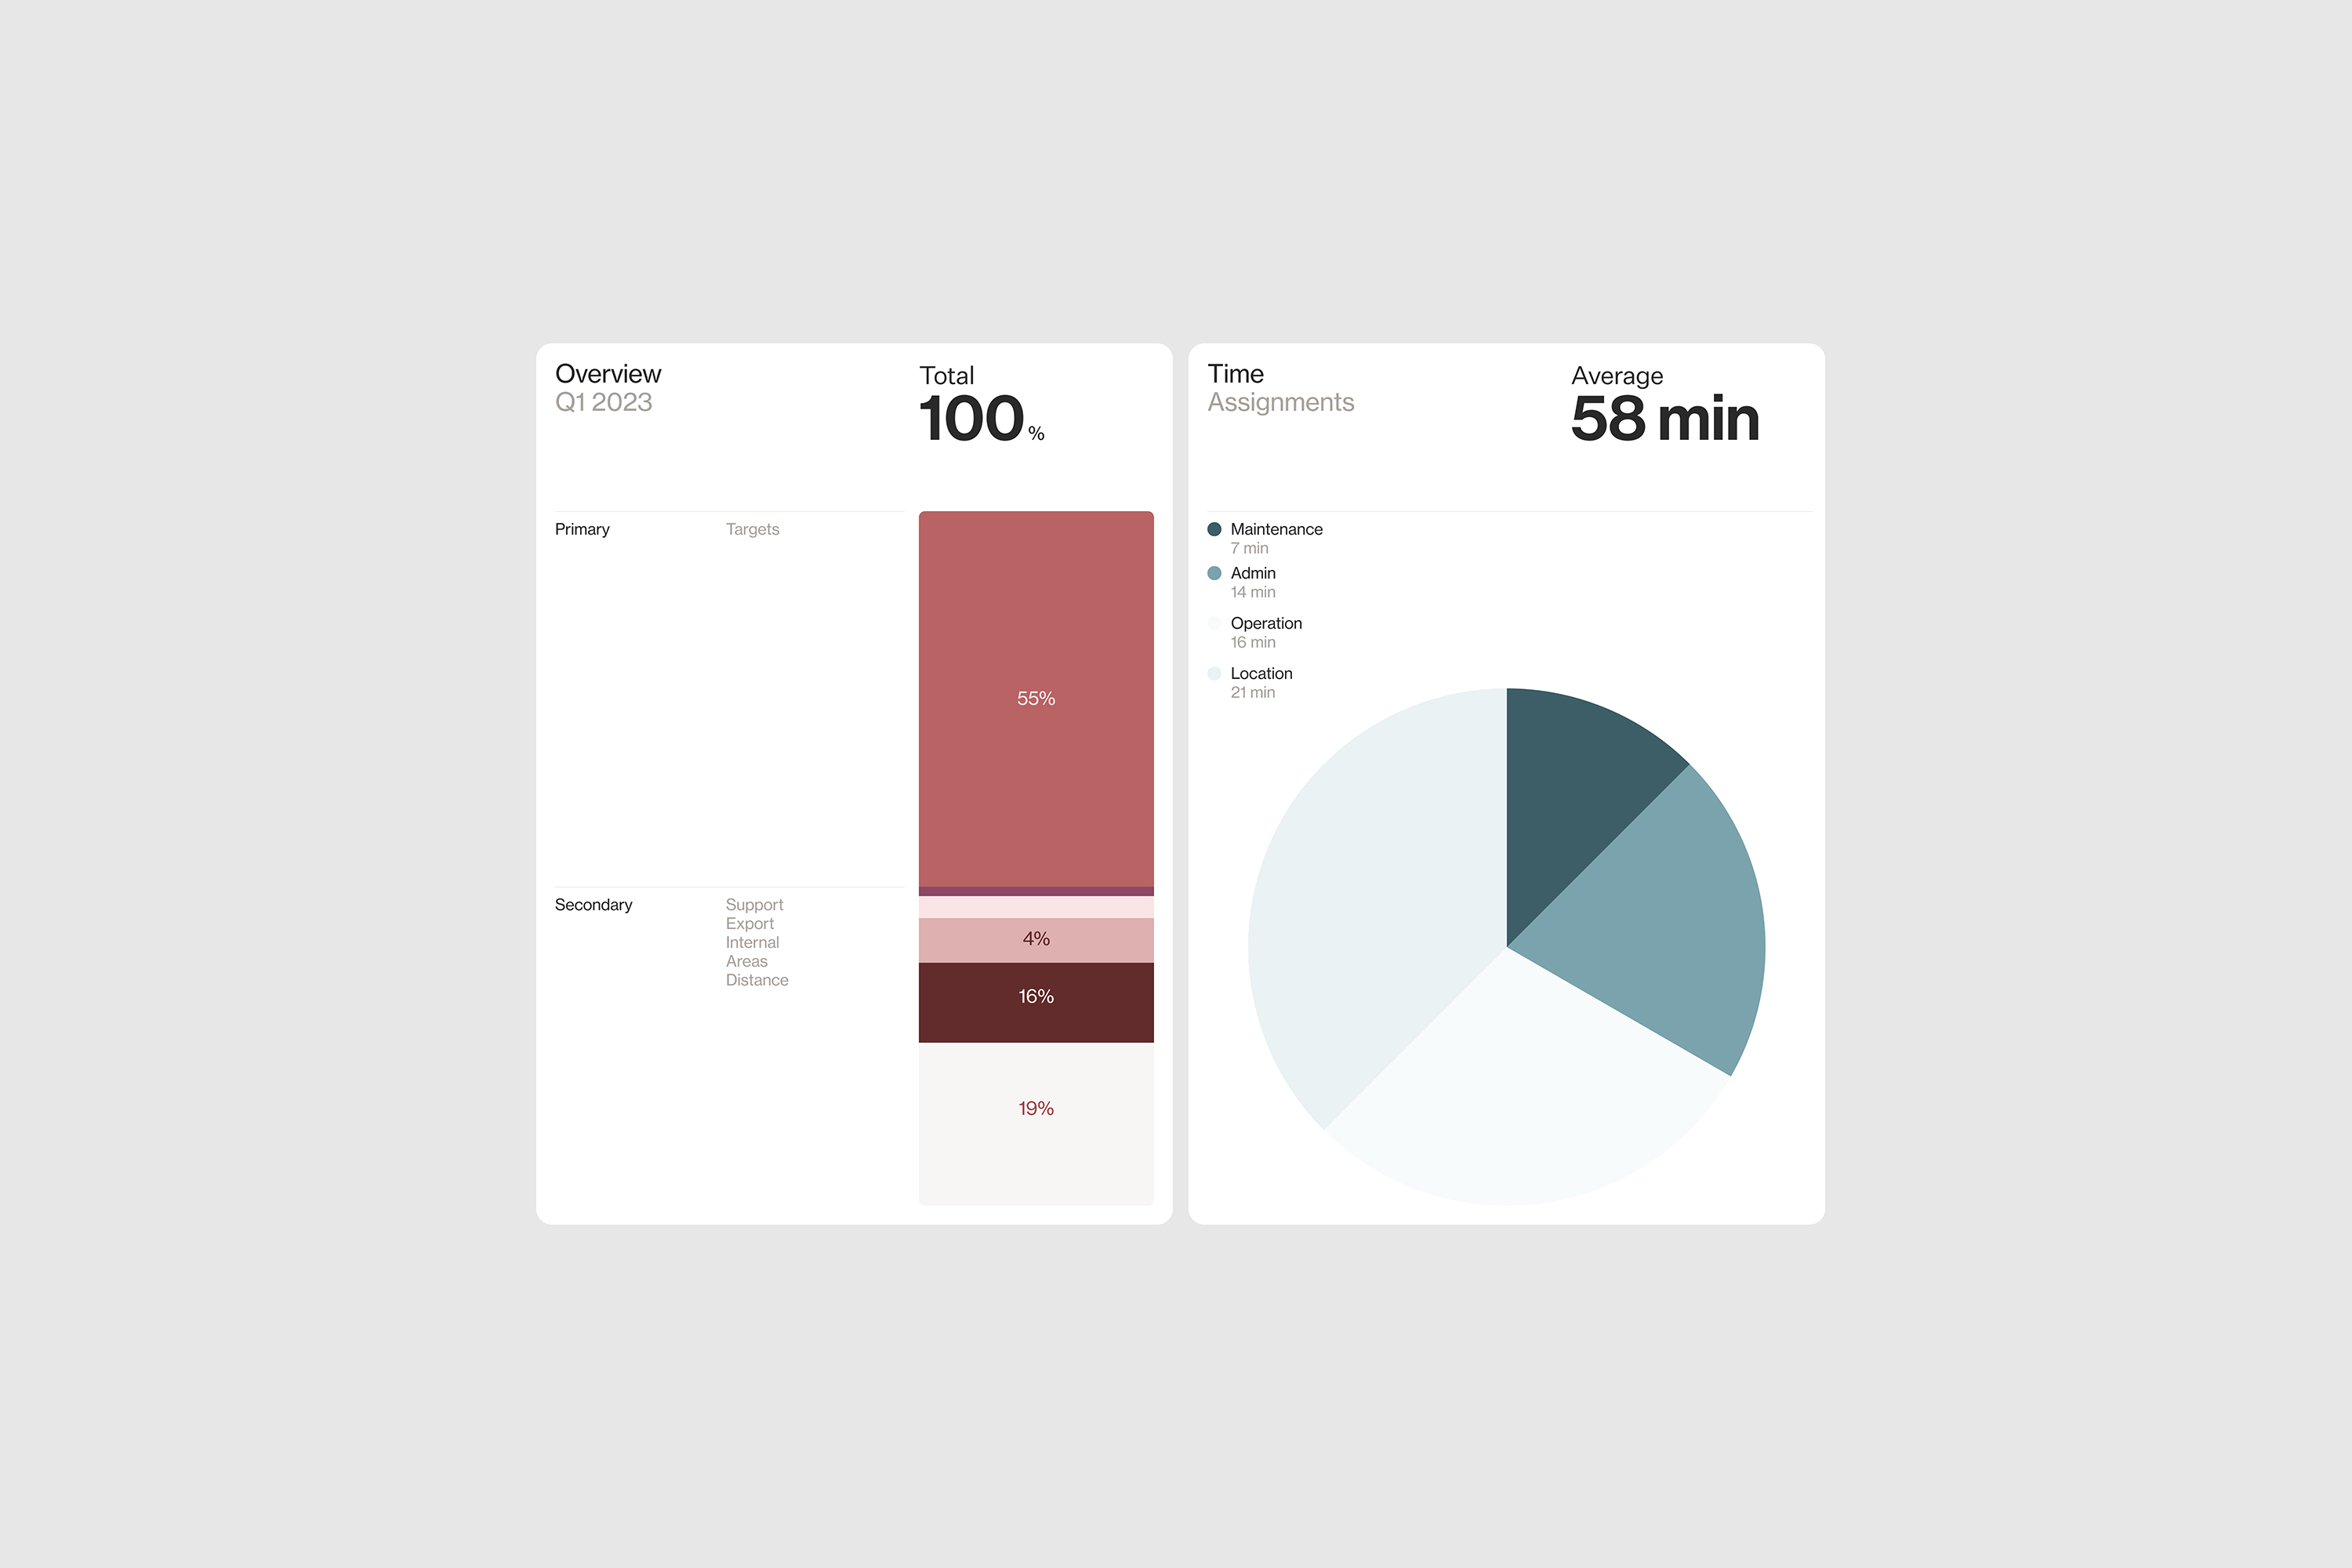 Overview
Q1 2023
Total
100 %
Primary
Targets
55%
Secondary
Support
Export
Internal
Areas
Distance
4%
16%
19%
Time
Assignments
Average
58 min
Maintenance
7 min
Admin
14 min
Operation
16 min
Location
21 min